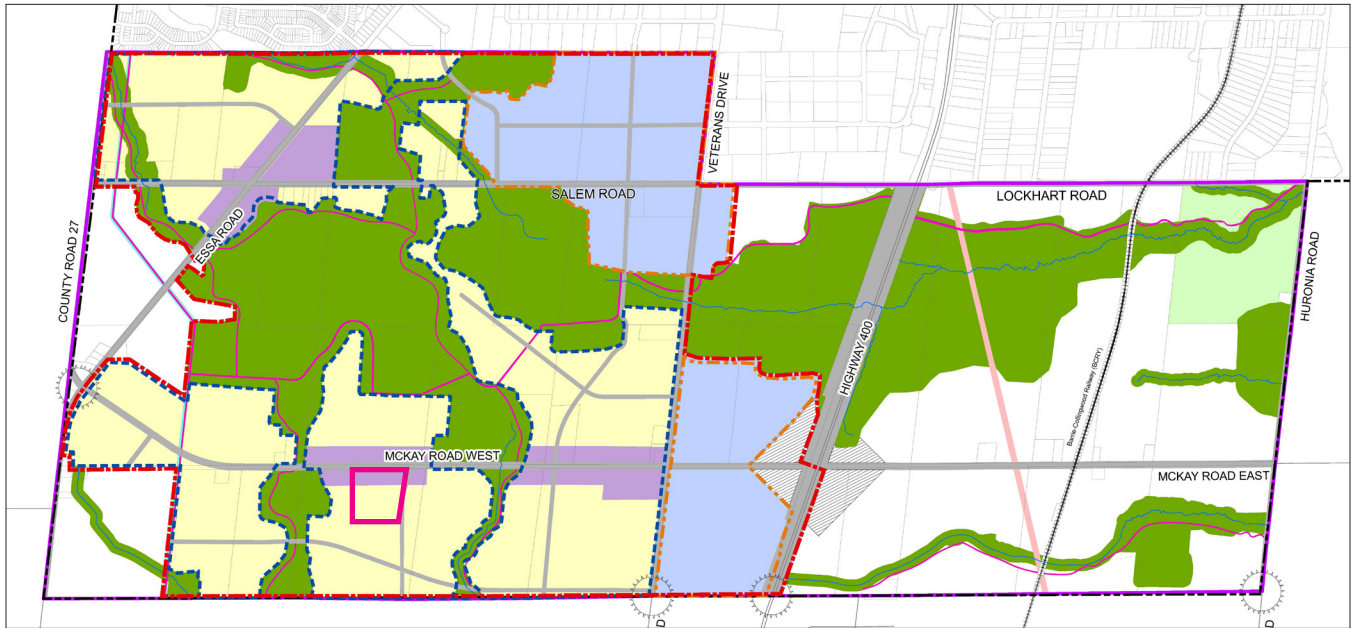 VETERANS DRIVE
SALEM ROAD
LOCKHART ROAD
ESSA ROAD
COUNTY ROAD 27
HURONIA ROAD
HIGHWAY 400
Barrie-Collingwood Railway (BCRY)
MCKAY ROAD WEST
MCKAY ROAD EAST
D
D